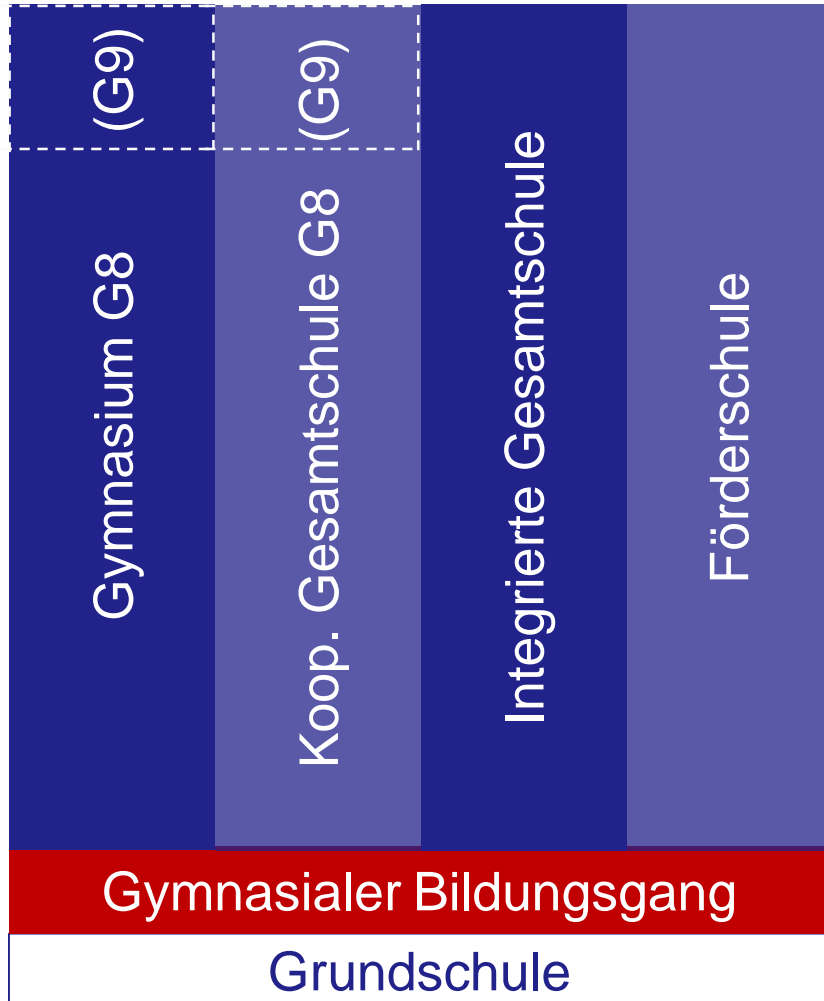 (G9)
Gymnasium G8
(G9)
Koop. Gesamtschule G8
Integrierte Gesamtschule
Förderschule
Gymnasialer Bildungsgang
Grundschule